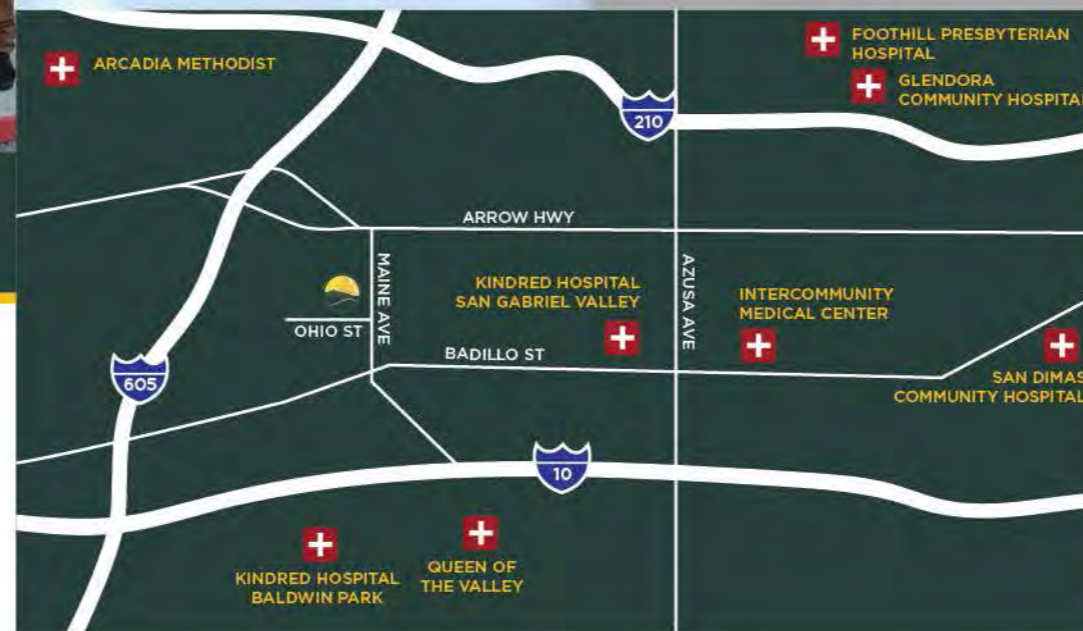 ARCADIA METHODIST
FOOTHILL PRESBYTERIAN
HOSPITAL
GLENDORA
COMMUNITY HOSPITAL
210
ARROW HWY
MAINE AVE
KINDRED HOSPITAL
SAN GABRIEL VALLEY
AZUSA AVE
INTERCOMMUNITY
MEDICAL CENTER
OHIO ST
BADILLO ST
605
SAN DIMAS
COMMUNITY HOSPITAL
10
KINDRED HOSPITAL
BALDWIN PARK
QUEEN OF
THE VALLEY